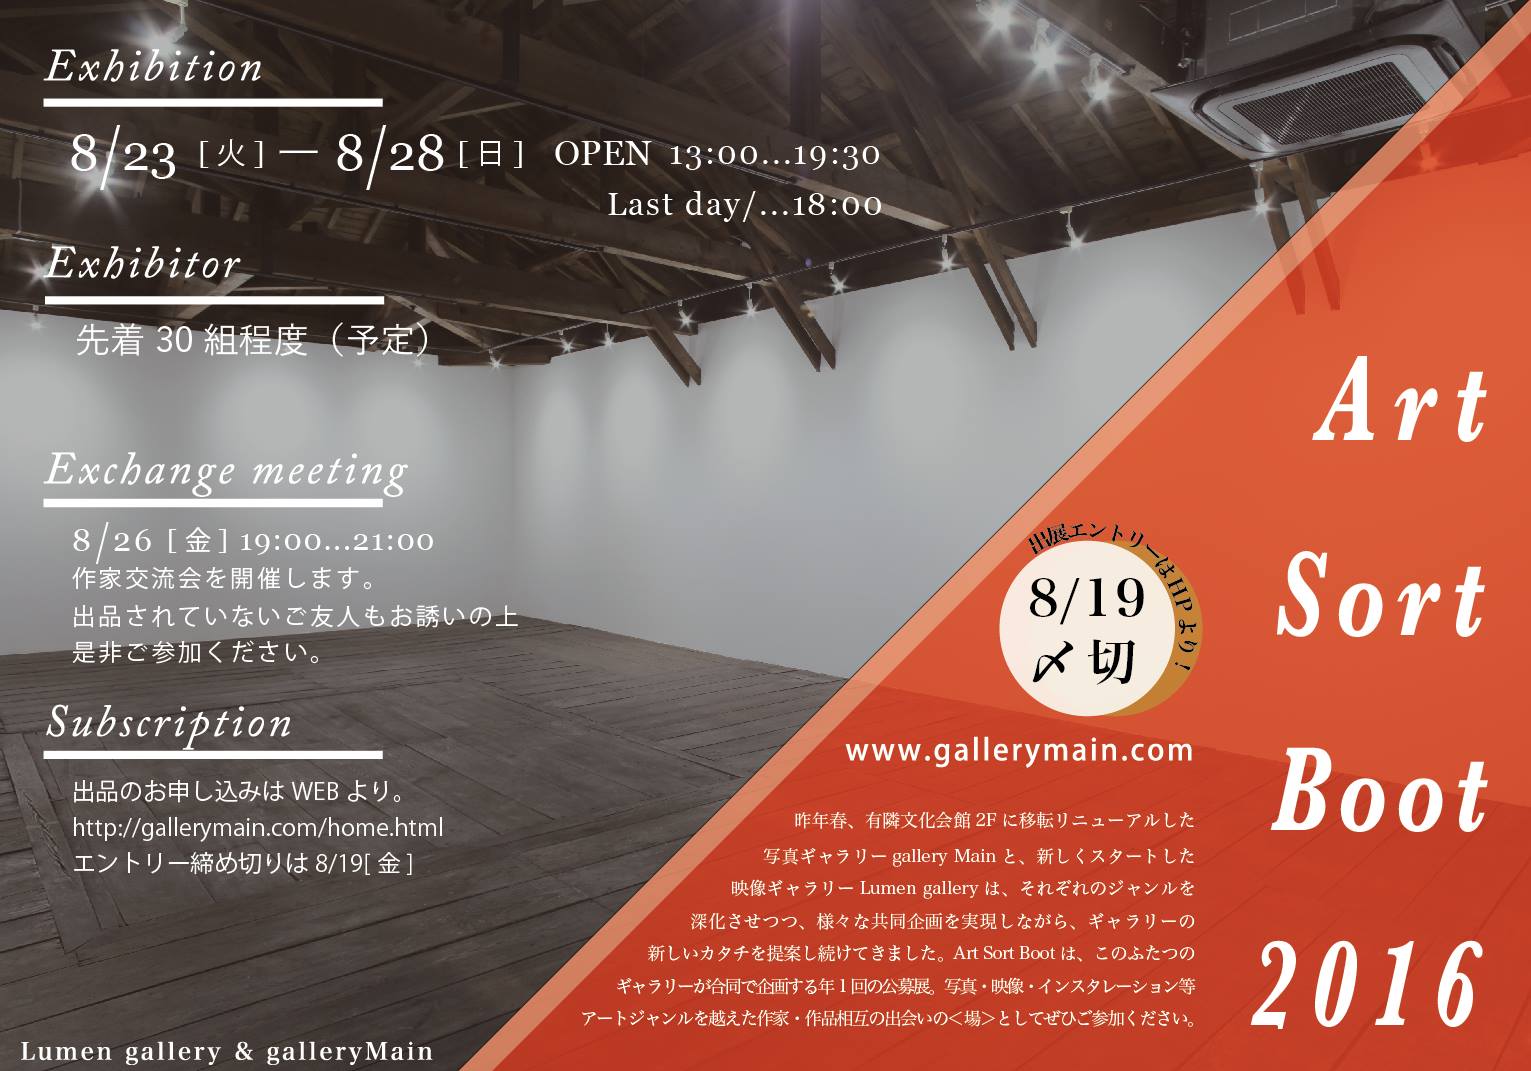 Exhibition
8/23 [火] — 8/28 [日] OPEN 13:00...19:30
Last day/...18:00
Exhibitor
先着 30 組程度（予定）
Exchange meeting
8/26 [金] 19:00...21:00
作家交流会を開催します。
出品されていないご友人もお誘いの上
是非ご参加ください。
Subscription
出品のお申し込みは WEB より。
http://gallerymain.com/home.html
エントリー締め切りは 8/19[ 金 ]
Lumen gallery & galleryMain
Art
Sort
Boot
2016
出展エントリーはHPより!
8/19
〆切
www.gallerymain.com
昨年春、有隣文化会館 2F に移転リニューアルした
写真ギャラリー gallery Main と、新しくスタートした
映像ギャラリー Lumen gallery は、それぞれのジャンルを
深化させつつ、様々な共同企画を実現しながら、ギャラリーの
新しいカタチを提案し続けてきました。Art Sort Boot は、このふたつの
ギャラリーが合同で企画する年 1 回の公募展。写真・映像・インスタレーション等
アートジャンルを越えた作家・作品相互の出会いの＜場＞としてぜひご参加ください。